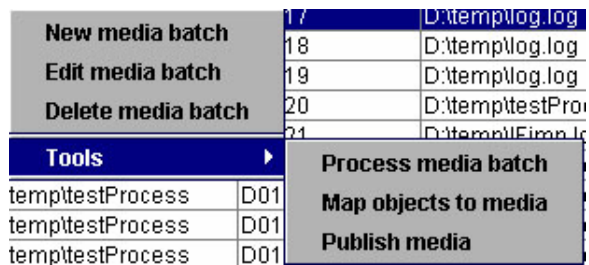 New media batch
Edit media batch
Delete media batch
Tools
Process media batch
Map objects to media
Publish media
17 D:\temp\log.log
18 D:\temp\log.log
19 D:\temp\log.log
20
21
temp\testProcess D01
temp\testProcess D01
temp\testProcess D01